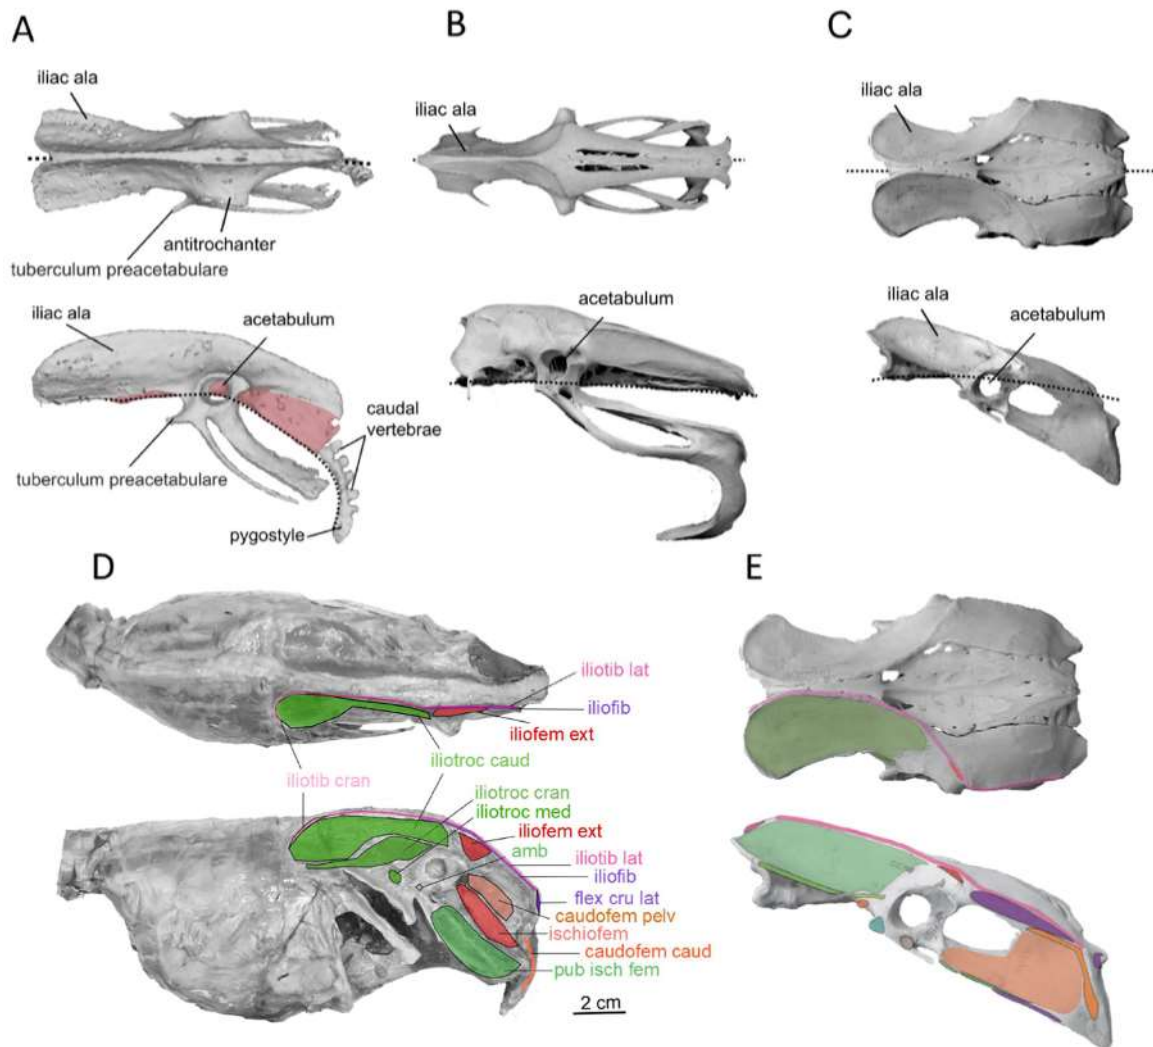 A
B
C
iliac ala
iliac ala
iliac ala
antitrochanter
tuberculum preacetabulare
iliac ala
acetabulum
caudal
vertebrae
tuberculum preacetabulare
pygostyle
acetabulum
iliac ala
acetabulum
D
E
iliotib lat
iliofib
iliofem ext
iliotroc caud
iliotib cran
iliotroc cran
iliotroc med
iliofem ext
amb
iliotib lat
iliofib
flex cru lat
caudofem pelv
ischiofem
caudofem caud
pub isch fem
2 cm